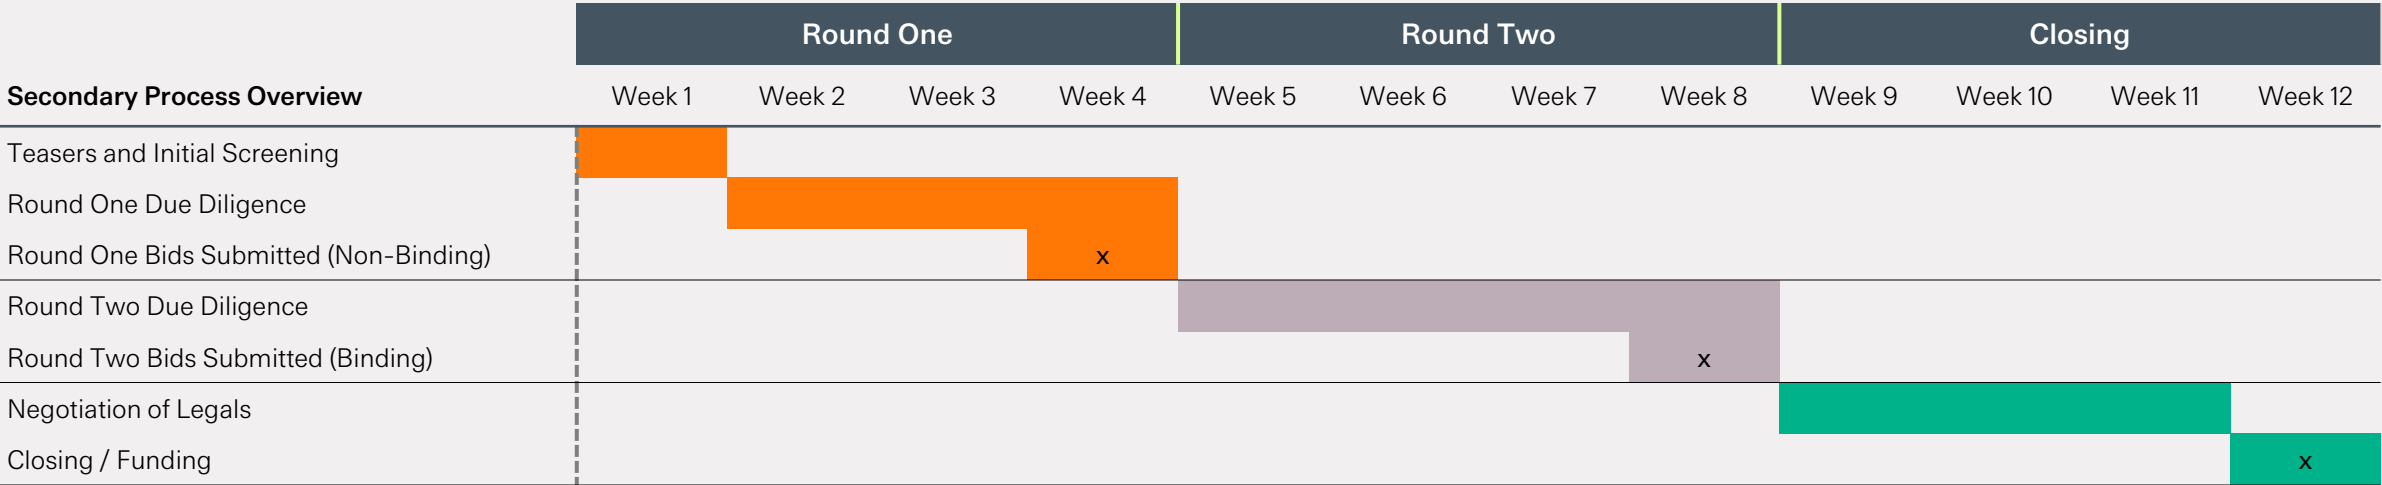 Round One Round Two Closing
Secondary Process Overview Week 1 Week 2 Week 3 Week 4 Week 5 Week 6 Week 7 Week 8 Week 9 Week 10 Week 11 Week 12
Teasers and Initial Screening
Round One Due Diligence
Round One Bids Submitted (Non-Binding) x
Round Two Due Diligence
Round Two Bids Submitted (Binding) x
Negotiation of Legals
Closing / Funding x